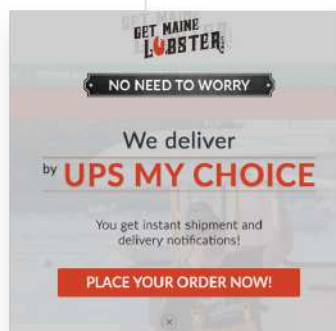 GET MAINE
LOBSTER
NO NEED TO WORRY
We deliver
by UPS MY CHOICE
You get instant shipment and
delivery notifications!
PLACE YOUR ORDER NOW!